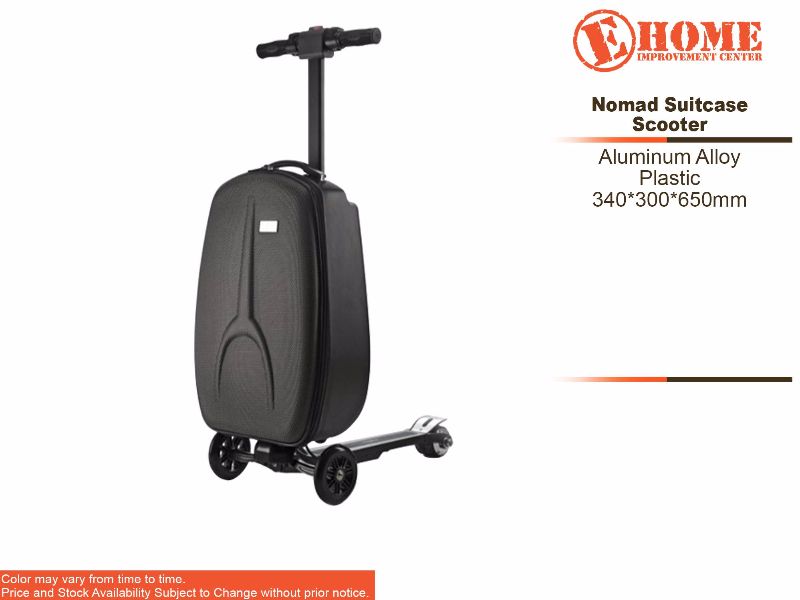 E HOME
IMPROVEMENT CENTER
Nomad Suitcase
Scooter
Aluminum Alloy
Plastic
340*300*650mm
Color may vary from time to time.
Price and Stock Availability Subject to Change without prior notice.